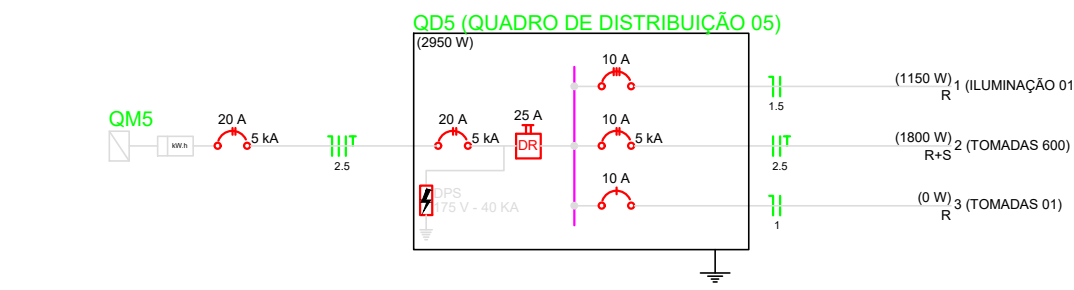 QD5 (QUADRO DE DISTRIBUIÇÃO 05)
(2950 W)
QM5
kW.h
20 A
5 kA
2.5
20 A
5 kA
25 A
DR
DPS
175 V - 40 KA
10 A
1.5
(1150 W)
R
1 (ILUMINAÇÃO 01
10 A
5 kA
2.5
(1800 W)
R+S
2 (TOMADAS 600)
10 A
1
(0 W)
R
3 (TOMADAS 01)